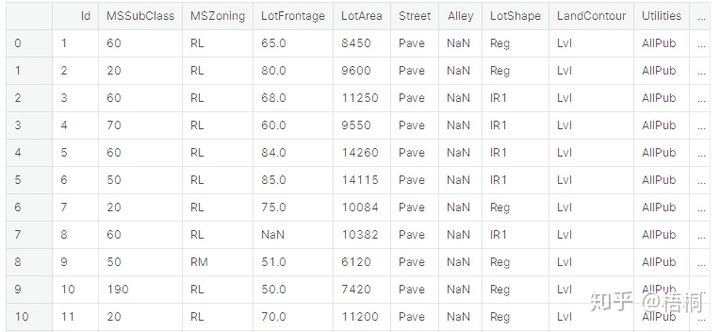 Id MSSubClass MSZoning LotFrontage LotArea Street Alley LotShape LandContour Utilities ...
0 1 60 RL 65.0 8450 Pave NaN Reg Lvl AllPub ...
1 2 20 RL 80.0 9600 Pave NaN Reg Lvl AllPub ...
2 3 60 RL 68.0 11250 Pave NaN IR1 Lvl AllPub ...
3 4 70 RL 60.0 9550 Pave NaN IR1 Lvl AllPub ...
4 5 60 RL 84.0 14260 Pave NaN IR1 Lvl AllPub ...
5 6 50 RL 85.0 14115 Pave NaN IR1 Lvl AllPub ...
6 7 20 RL 75.0 10084 Pave NaN Reg Lvl AllPub ...
7 8 60 RL NaN 10382 Pave NaN IR1 Lvl AllPub ...
8 9 50 RM 51.0 6120 Pave NaN Reg Lvl AllPub ...
9 10 190 RL 50.0 7420 Pave NaN Reg Lvl AllPub ...
10 11 20 RL 70.0 11200 Pave NaN Reg Lvl AllPub ...
知乎 @梧桐